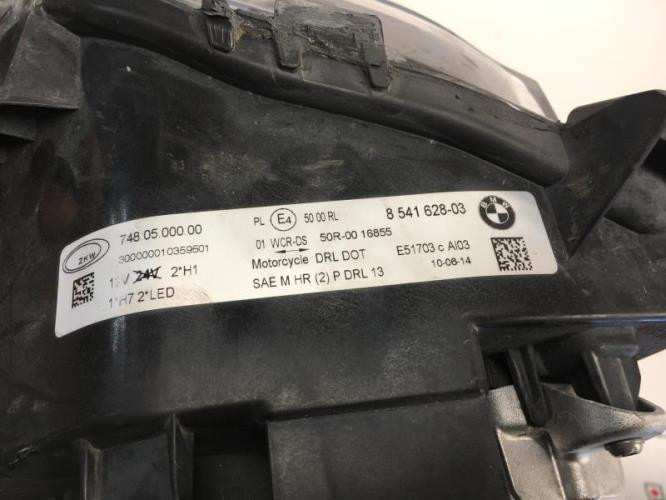 748.05.000.00
300000010359501
ZKW
12V 24V 2*H1
1*H7 2*LED
PL E4 50 00 RL
01 WCR-DS 50R-00 16855
Motorcycle DRL DOT
SAE M HR (2) P DRL 13
8 541 628-03
E51703 c AI03
10-06-14
BMW